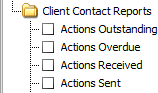 Client Contact Reports
Actions Outstanding
Actions Overdue
Actions Received
Actions Sent